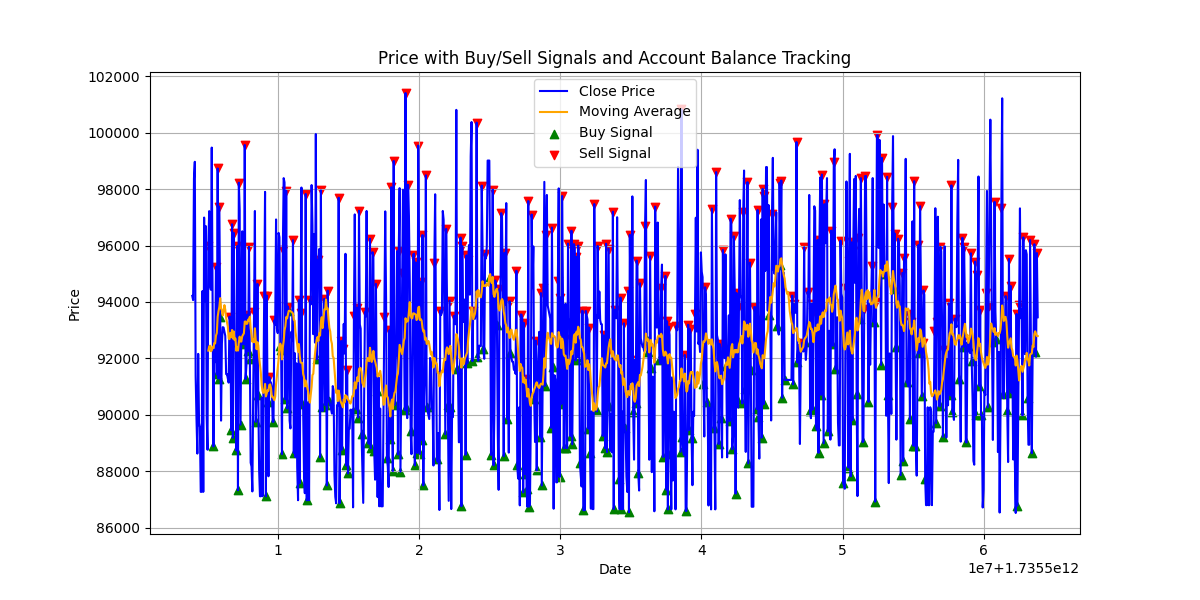 Price with Buy/Sell Signals and Account Balance Tracking
102000
100000
98000
96000
94000
92000
90000
88000
86000
Price
Close Price
Moving Average
Buy Signal
Sell Signal
1 2 3 4 5 6
Date
1e7+1.7355e12